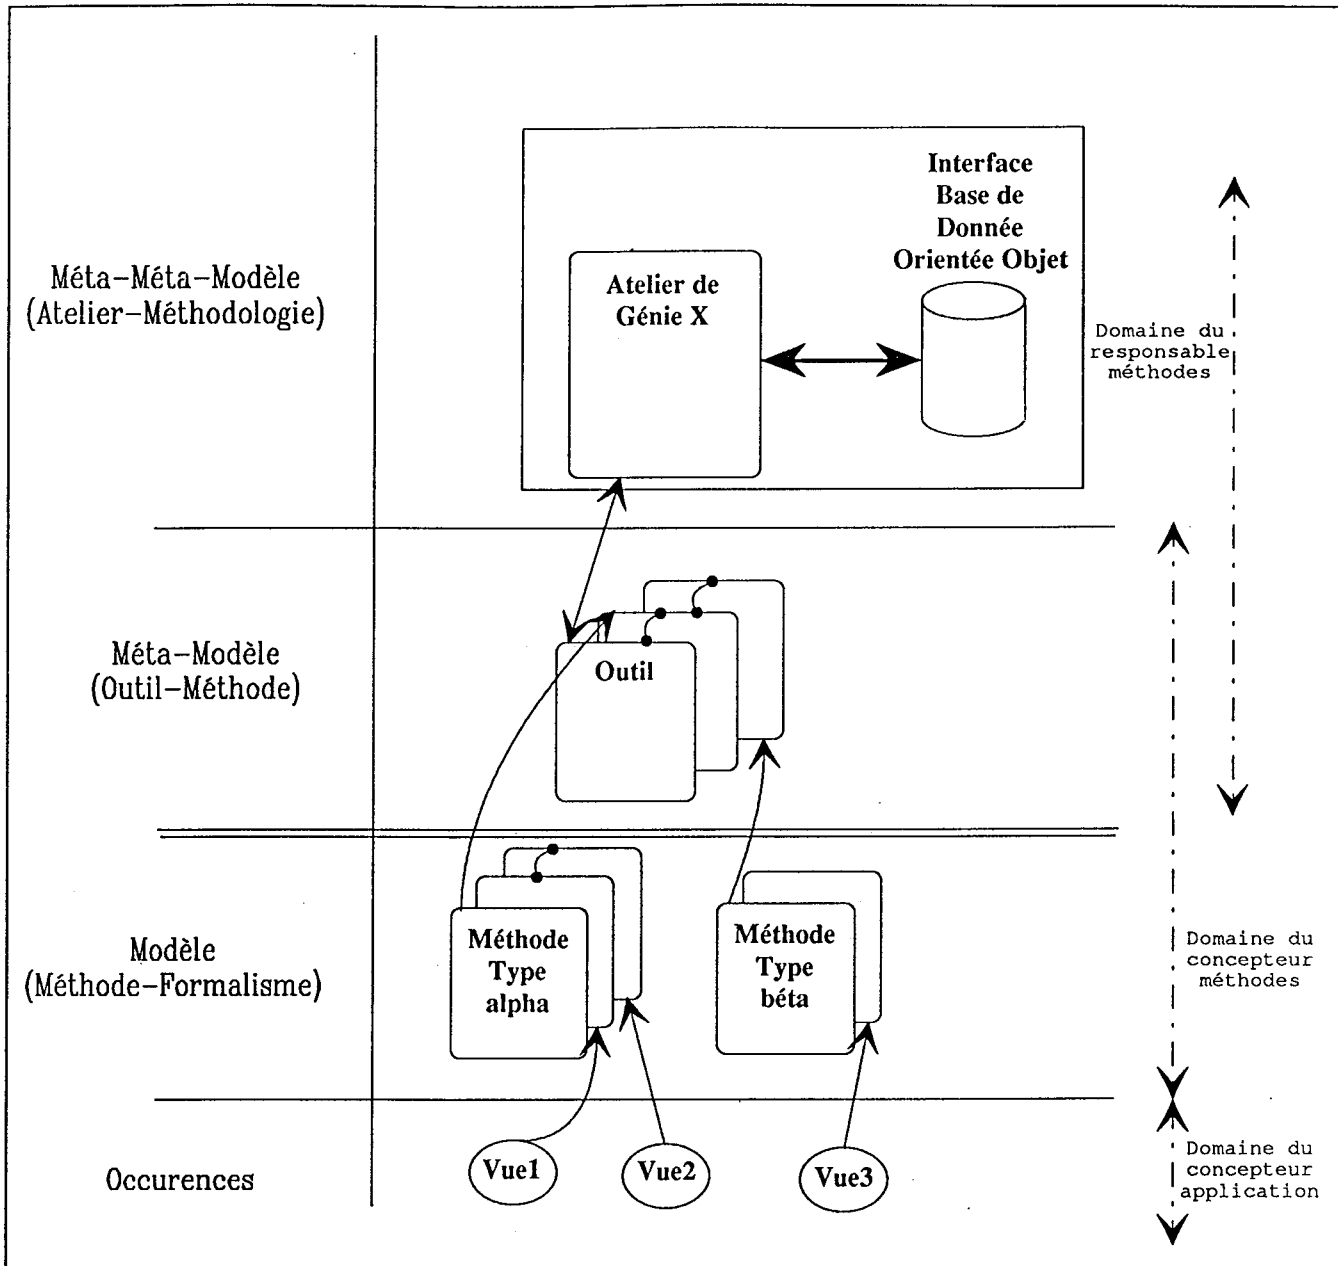 Interface
Base de
Donnée
Orientée Objet
Atelier de
Génie X
Méta-Méta-Modèle
(Atelier-Méthodologie)
Domaine du
responsable
méthodes
Méta-Modèle
(Outil-Méthode)
Outil
Modèle
(Méthode-Formalisme)
Méthode
Type
alpha
Méthode
Type
béta
Domaine du
concepteur
méthodes
Occurences
Vue1
Vue2
Vue3
Domaine du
concepteur
application